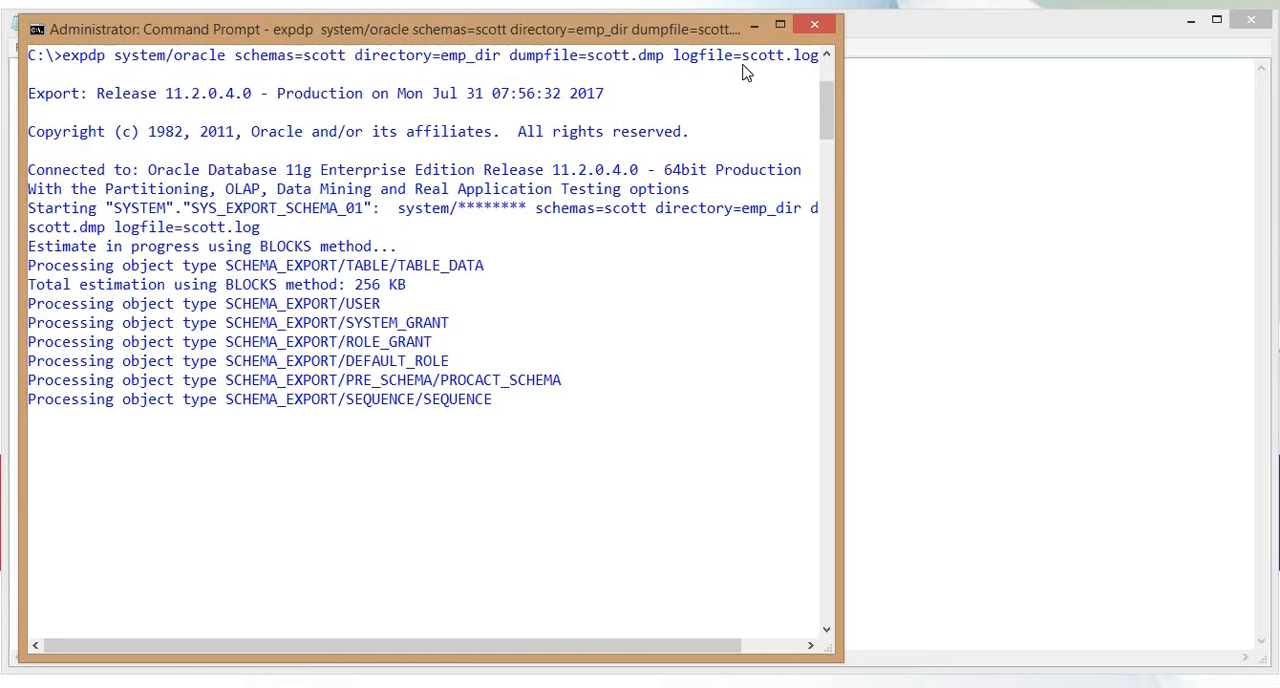 Administrator: Command Prompt - expdp system/oracle schemas=scott directory=emp_dir dumpfile=scott....
C:\>expdp system/oracle schemas=scott directory=emp_dir dumpfile=scott.dmp logfile=scott.log
Export: Release 11.2.0.4.0 - Production on Mon Jul 31 07:56:32 2017
Copyright (c) 1982, 2011, Oracle and/or its affiliates.  All rights reserved.
Connected to: Oracle Database 11g Enterprise Edition Release 11.2.0.4.0 - 64bit Production
With the Partitioning, OLAP, Data Mining and Real Application Testing options
Starting "SYSTEM"."SYS_EXPORT_SCHEMA_01":  system/******** schemas=scott directory=emp_dir d
scott.dmp logfile=scott.log
Estimate in progress using BLOCKS method...
Processing object type SCHEMA_EXPORT/TABLE/TABLE_DATA
Total estimation using BLOCKS method: 256 KB
Processing object type SCHEMA_EXPORT/USER
Processing object type SCHEMA_EXPORT/SYSTEM_GRANT
Processing object type SCHEMA_EXPORT/ROLE_GRANT
Processing object type SCHEMA_EXPORT/DEFAULT_ROLE
Processing object type SCHEMA_EXPORT/PRE_SCHEMA/PROCACT_SCHEMA
Processing object type SCHEMA_EXPORT/SEQUENCE/SEQUENCE